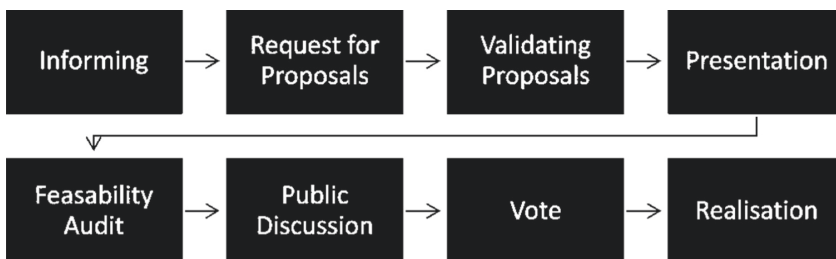 Informing
Request for
Proposals
Validating
Proposals
Presentation
Feasability
Audit
Public
Discussion
Vote
Realisation